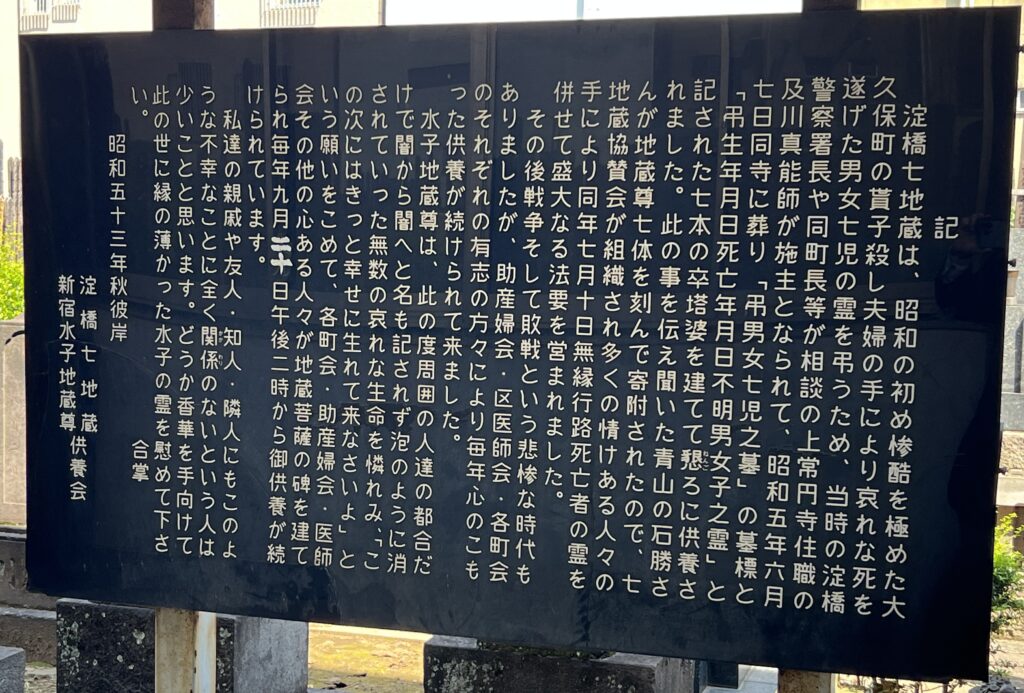 記
淀橋七地蔵は、昭和の初め惨酷を極めた大
久保町の貰子殺し夫婦の手により哀れな死を
遂げた男女七児の霊を弔うため、当時の淀橋
警察署長や同町長等が相談の上常円寺住職の
及川真能師が施主となられて、昭和五年六月
七日同寺に葬り「弔男女七児之墓」の墓標と
「弔生年月日死亡年月日不明男女子之霊」と
記された七本の卒塔婆を建てて懇ろに供養さ
れました。此の事を伝え聞いた青山の石勝さ
んが地蔵尊七体を刻んで寄附されたので、七
地蔵協賛会が組織され多くの情けある人々の
手により同年七月十日無縁行路死亡者の霊を
併せて盛大なる法要を営まれました。
その後戦争そして敗戦という悲惨な時代も
ありましたが、助産婦会・区医師会・各町会
のそれぞれの有志の方々により毎年心のこも
った供養が続けられて来ました。
水子地蔵尊は、此の度周囲の人達の都合だ
けで闇から闇へと名も記されず泡のように消
されていった無数の哀れな生命を憐れみ、「こ
の次にはきっと幸せに生れて来なさいよ」と
いう願いをこめて、各町会・助産婦会・医師
会その他の心ある人々が地蔵菩薩の碑を建て
られ毎年九月二十日午後二時から御供養が続
けられています。
私達の親戚や友人・知人・隣人にもこのよ
うな不幸なことに全く関係のないという人は
少いことと思います。どうか香華を手向けて
此の世に縁の薄かった水子の霊を慰めて下さ
い。 合掌
昭和五十三年秋彼岸
淀橋七地蔵
新宿水子地蔵尊
供養会